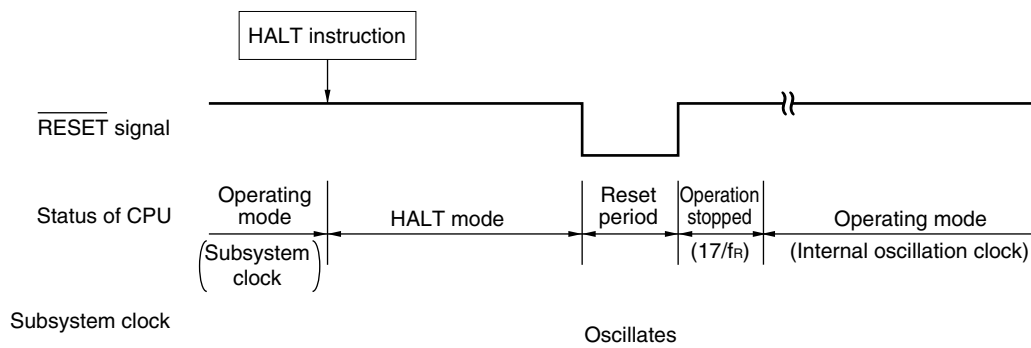 HALT instruction
RESET signal
Status of CPU
Operating
mode
(Subsystem
clock)
HALT mode
Reset
period
Operation
stopped
(17/fR)
Operating mode
(Internal oscillation clock)
Subsystem clock
Oscillates